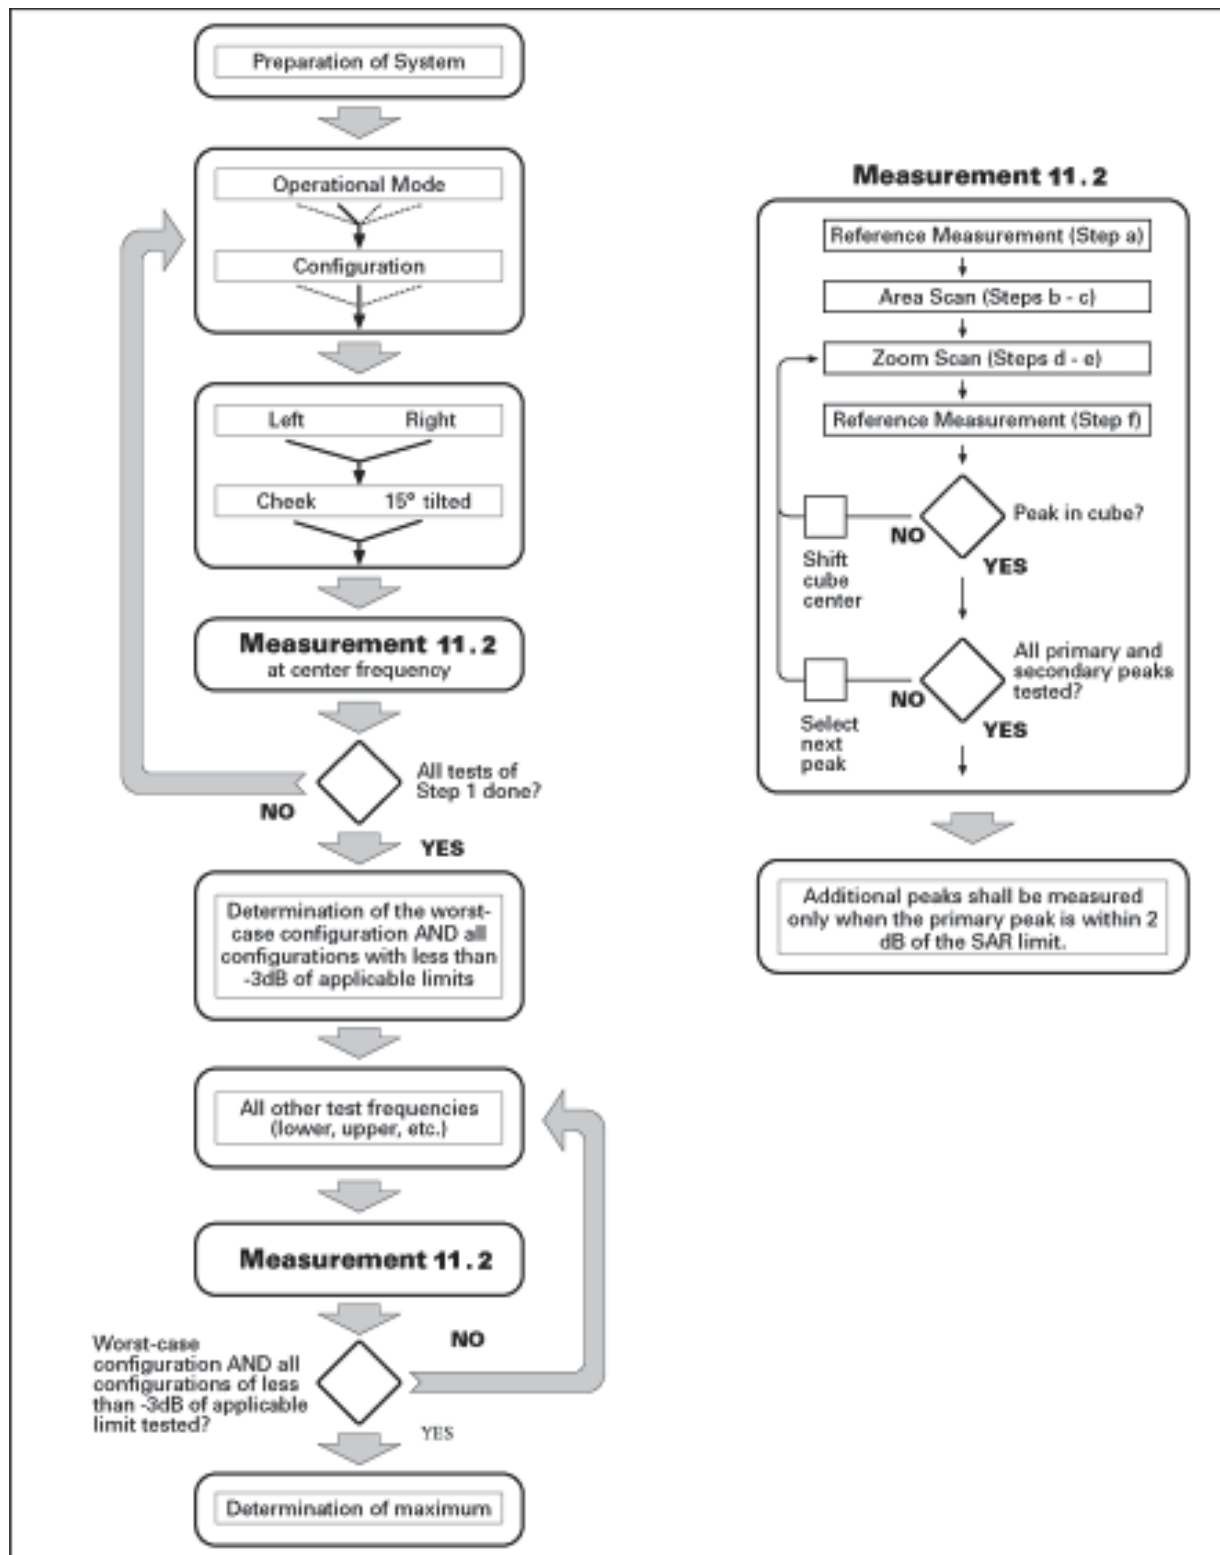 Preparation of System
Operational Mode
Configuration
Left Right
Cheek 15° tilted
Measurement 11.2
at center frequency
All tests of
Step 1 done?
NO
YES
Determination of the worst-
case configuration AND all
configurations with less than
-3dB of applicable limits
All other test frequencies
(lower, upper, etc.)
Measurement 11.2
NO
Worst-case
configuration AND all
configurations of less
than -3dB of applicable
limit tested?
YES
Determination of maximum
Measurement 11.2
Reference Measurement (Step a)
Area Scan (Steps b - c)
Zoom Scan (Steps d - e)
Reference Measurement (Step f)
Peak in cube?
NO
YES
Shift
cube
center
All primary and
secondary peaks
tested?
NO
YES
Select
next
peak
Additional peaks shall be measured
only when the primary peak is within 2
dB of the SAR limit.